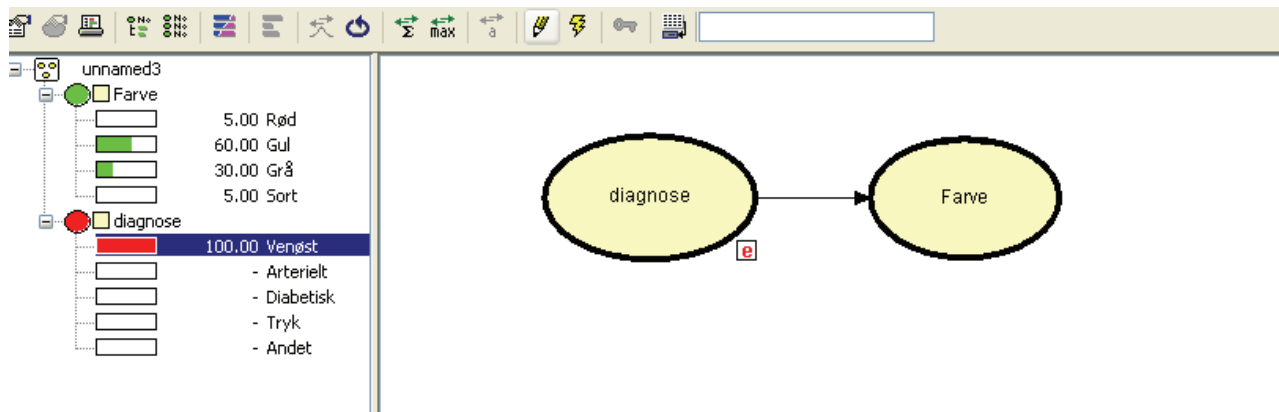 Σ max a
unnamed3
Farve
5.00 Rød
60.00 Gul
30.00 Grå
5.00 Sort
diagnose
100.00 Venøst
- Arterielt
- Diabetisk
- Tryk
- Andet
diagnose
e
Farve